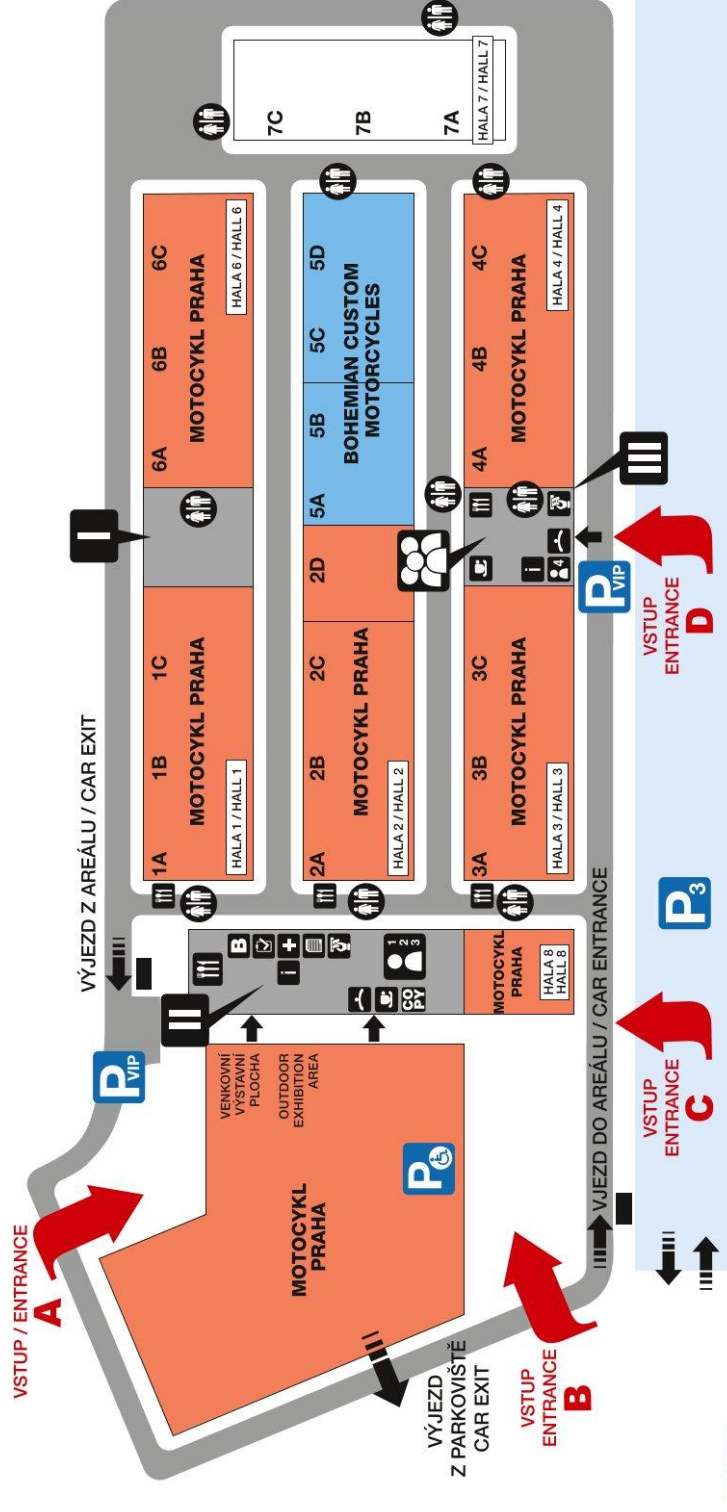 VSTUP / ENTRANCE
A
P
VIP
VÝJEZD Z AREÁLU / CAR EXIT
I
1A
1B
1C
MOTOCYKL PRAHA
HALA 1 / HALL 1
6A
6B
6C
MOTOCYKL PRAHA
HALA 6 / HALL 6
II
B
i
1
2
3
COPY
VENKOVNÍ
VÝSTAVNÍ
PLOCHA
OUTDOOR
EXHIBITION
AREA
MOTOCYKL
PRAHA
P
2A
2B
2C
2D
MOTOCYKL PRAHA
HALA 2 / HALL 2
5A
5B
5C
5D
BOHEMIAN CUSTOM
MOTORCYCLES
7C
7B
7A
HALA 7 / HALL 7
MOTOCYKL
PRAHA
HALA 8
HALL 8
3A
3B
3C
MOTOCYKL PRAHA
HALA 3 / HALL 3
i
4
4A
4B
4C
MOTOCYKL PRAHA
HALA 4 / HALL 4
III
VÝJEZD
Z PARKOVIŠTĚ
CAR EXIT
VSTUP
ENTRANCE
B
VJEZD DO AREÁLU / CAR ENTRANCE
VSTUP
ENTRANCE
C
P3
P
VIP
VSTUP
ENTRANCE
D